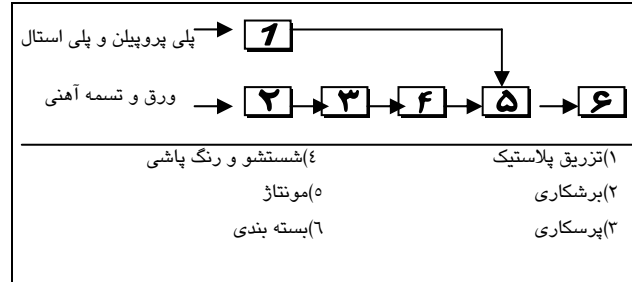 پلی پروپیلن و پلی استال 1
ورق و تسمه آهنی ۲ ۳ ۴ ۵ ۶
۱)تزریق پلاستیک ٤)شستشو و رنگ پاشی
۲)برشکاری ٥)مونتاژ
۳)پرسکاری ٦)بسته بندی